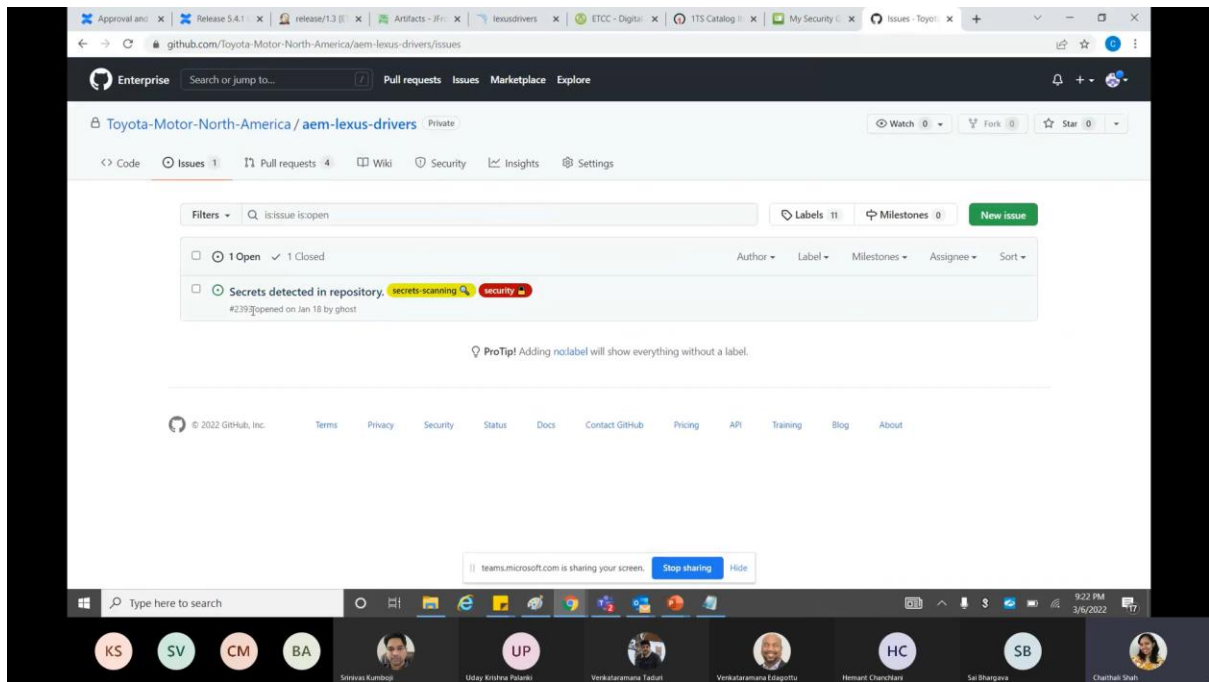 Approval and
Release 5.4.1
release/1.3
Artifacts - JFr
lexusdrivers
ETCC - Digital
1TS Catalog
My Security
Issues - Toyot
github.com/Toyota-Motor-North-America/aem-lexus-drivers/issues
Enterprise
Search or jump to...
/
Pull requests Issues Marketplace Explore
Toyota-Motor-North-America / aem-lexus-drivers Private
Watch 0
Fork 0
Star 0
<> Code
Issues 1
Pull requests 4
Wiki
Security
Insights
Settings
Filters
is:issue is:open
Labels 11
Milestones 0
New issue
1 Open
1 Closed
Author
Label
Milestones
Assignee
Sort
Secrets detected in repository. secrets-scanning security
#2393 opened on Jan 18 by ghost
ProTip! Adding no:label will show everything without a label.
© 2022 GitHub, Inc.
Terms
Privacy
Security
Status
Docs
Contact GitHub
Pricing
API
Training
Blog
About
teams.microsoft.com is sharing your screen.
Stop sharing
Hide
Type here to search
9:22 PM
3/6/2022
17
KS
SV
CM
BA
UP
HC
SB
Srinivas Kumboji
Uday Krishna Palanki
Venkataramana Taduri
Venkataramana Edagottu
Hemant Chanchlani
Sai Bhargava
Chaithali Shah